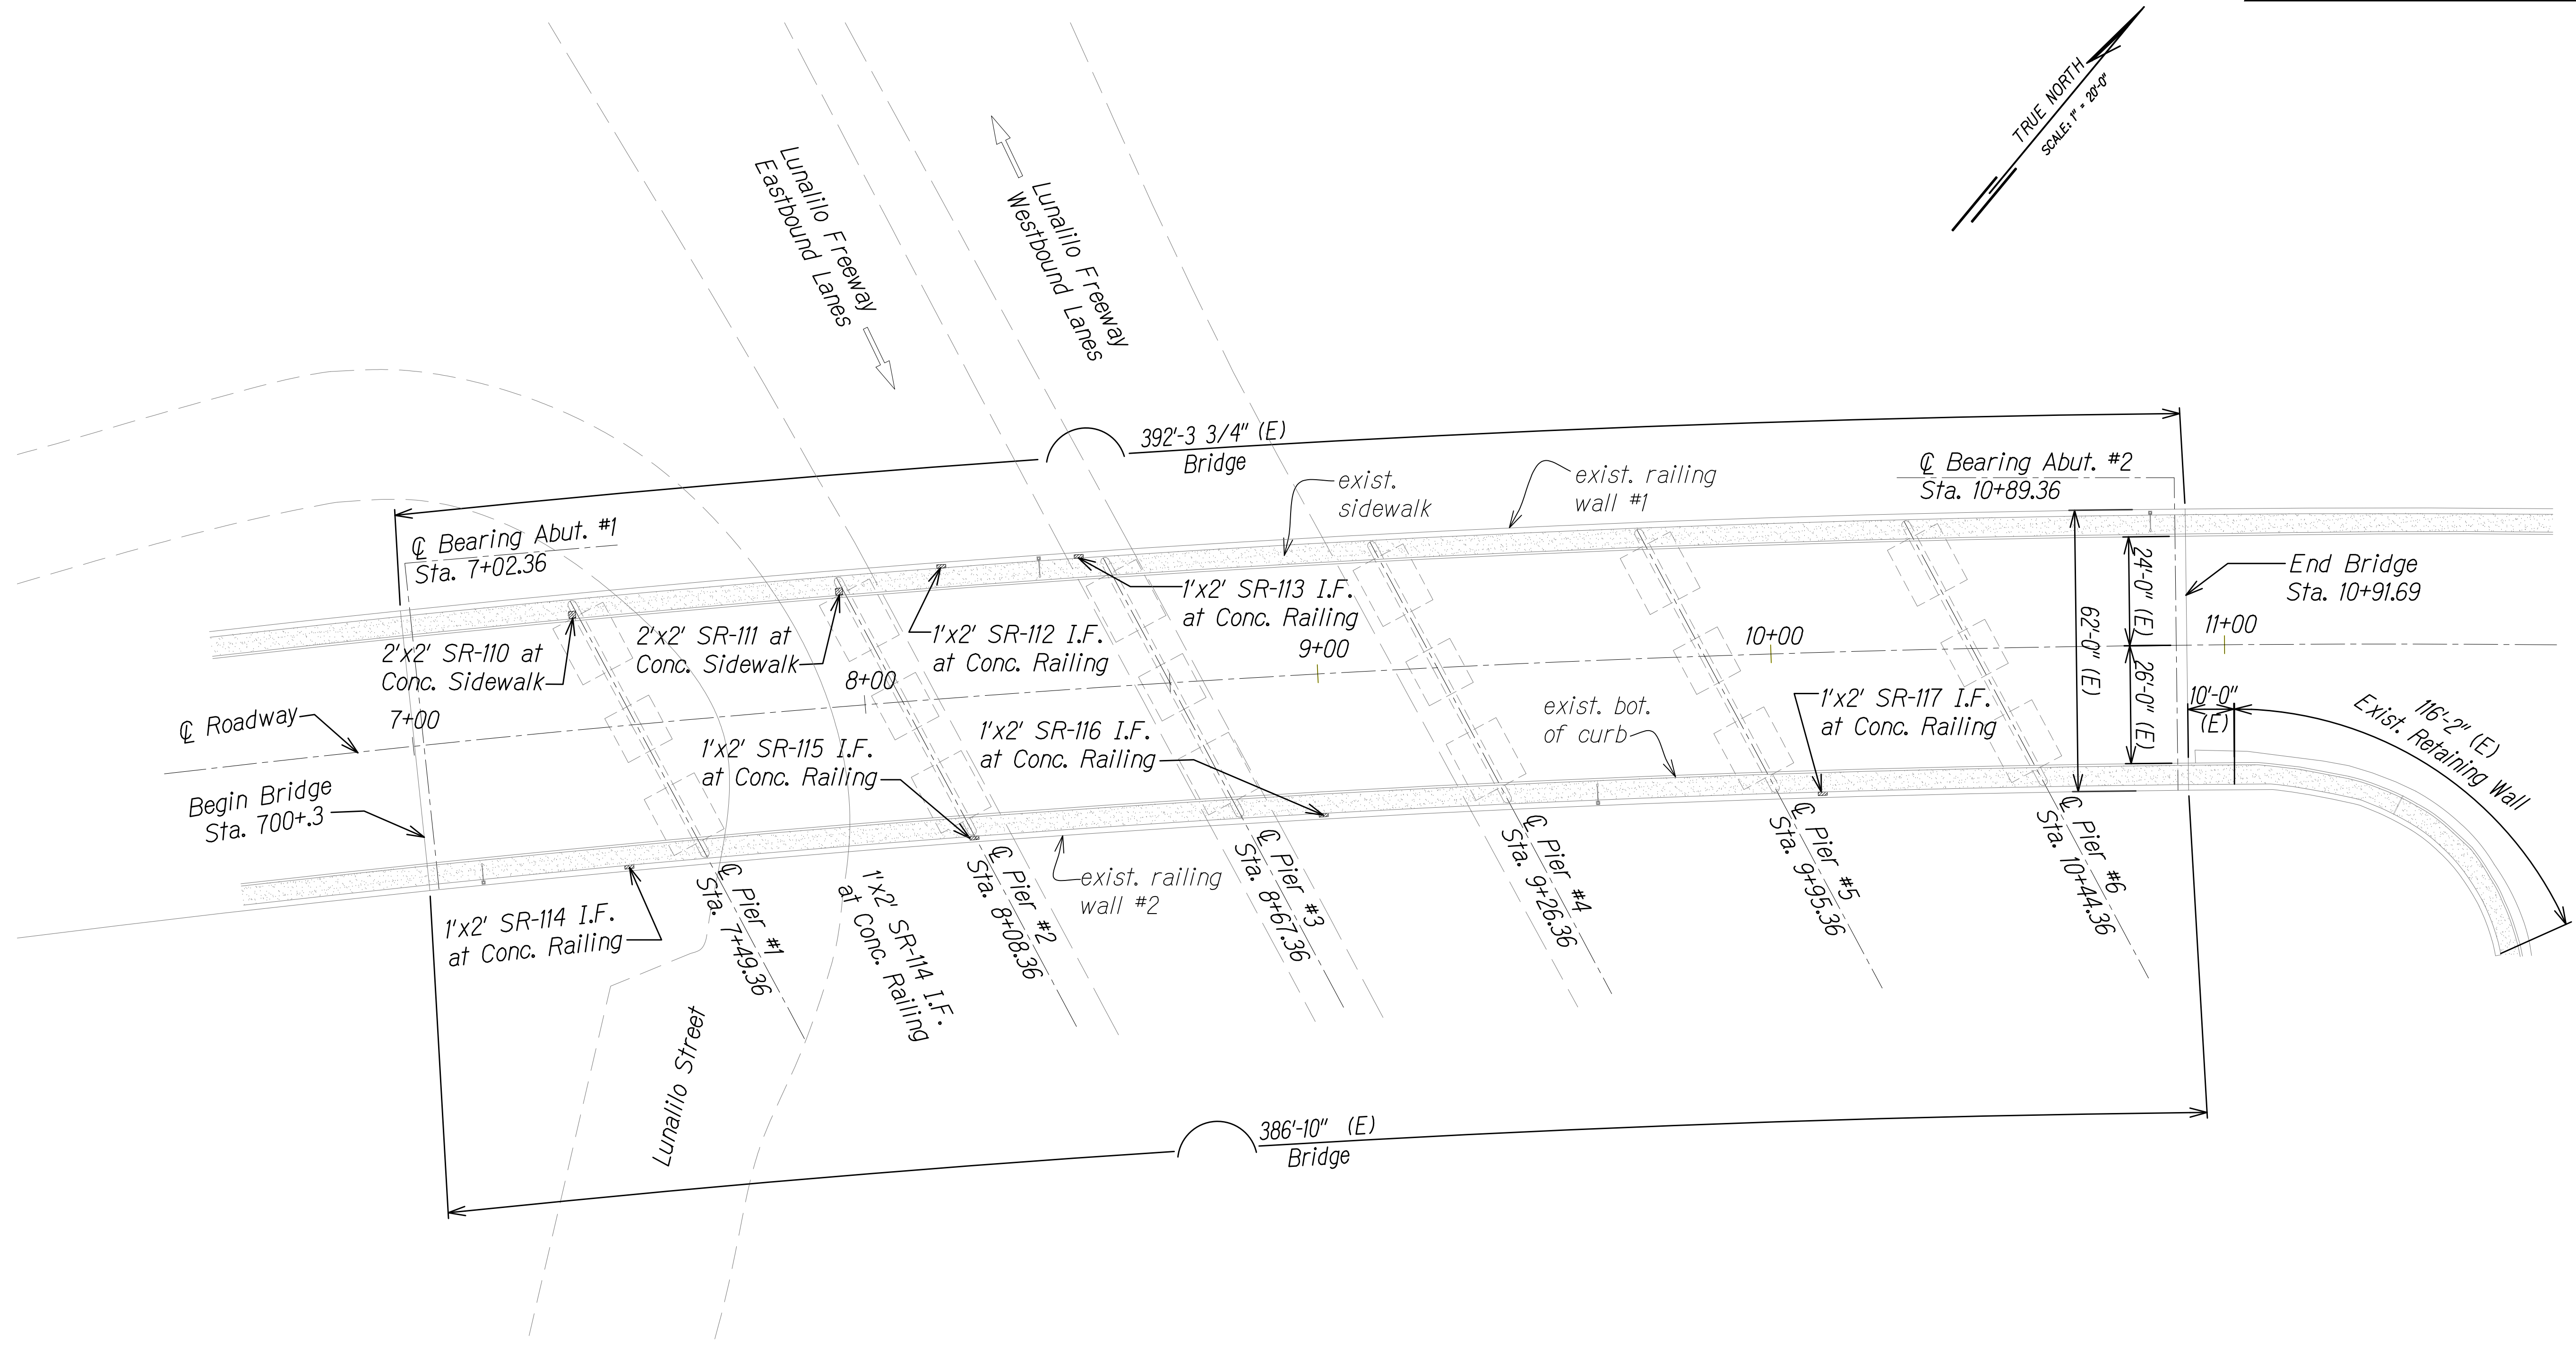 TRUE NORTH
SCALE: 1" = 20'-0"
Lunalilo Freeway
Eastbound Lanes
Lunalilo Freeway
Westbound Lanes
392'-3 3/4" (E)
Bridge
exist.
sidewalk
exist. railing
wall #1
℄ Bearing Abut. #2
Sta. 10+89.36
℄ Bearing Abut. #1
Sta. 7+02.36
End Bridge
Sta. 10+91.69
24'-0" (E)
62'-0" (E)
26'-0" (E)
10'-0"
(E)
116'-2" (E)
Exist. Retaining Wall
2'x2' SR-110 at
Conc. Sidewalk
2'x2' SR-111 at
Conc. Sidewalk
1'x2' SR-112 I.F.
at Conc. Railing
1'x2' SR-113 I.F.
at Conc. Railing
7+00
8+00
9+00
10+00
11+00
℄ Roadway
Begin Bridge
Sta. 700+.3
1'x2' SR-115 I.F.
at Conc. Railing
1'x2' SR-116 I.F.
at Conc. Railing
exist. bot.
of curb
1'x2' SR-117 I.F.
at Conc. Railing
1'x2' SR-114 I.F.
at Conc. Railing
℄ Pier #1
Sta. 7+49.36
1'x2' SR-114 I.F.
at Conc. Railing
℄ Pier #2
Sta. 8+08.36
exist. railing
wall #2
℄ Pier #3
Sta. 8+67.36
℄ Pier #4
Sta. 9+26.36
℄ Pier #5
Sta. 9+95.36
℄ Pier #6
Sta. 10+44.36
Lunalilo Street
386'-10" (E)
Bridge